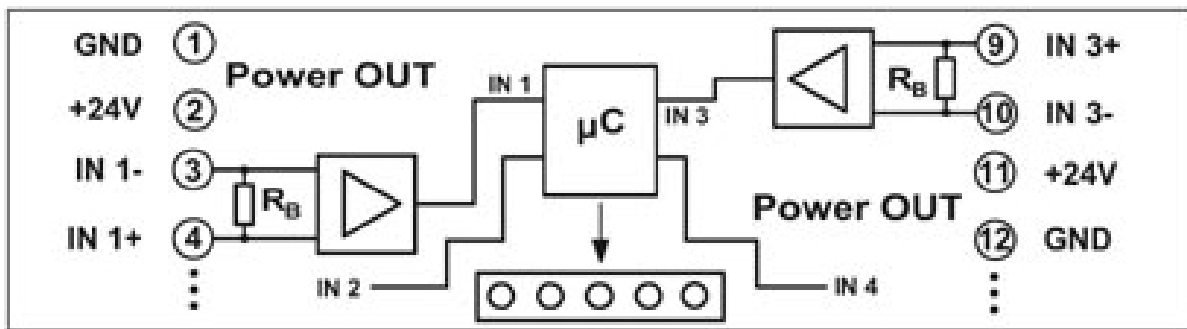 GND 1
Power OUT
+24V 2
IN 1- 3
R_B
IN 1+ 4
IN 1
µC
IN 3
IN 2
IN 4
9 IN 3+
R_B
10 IN 3-
11 +24V
Power OUT
12 GND